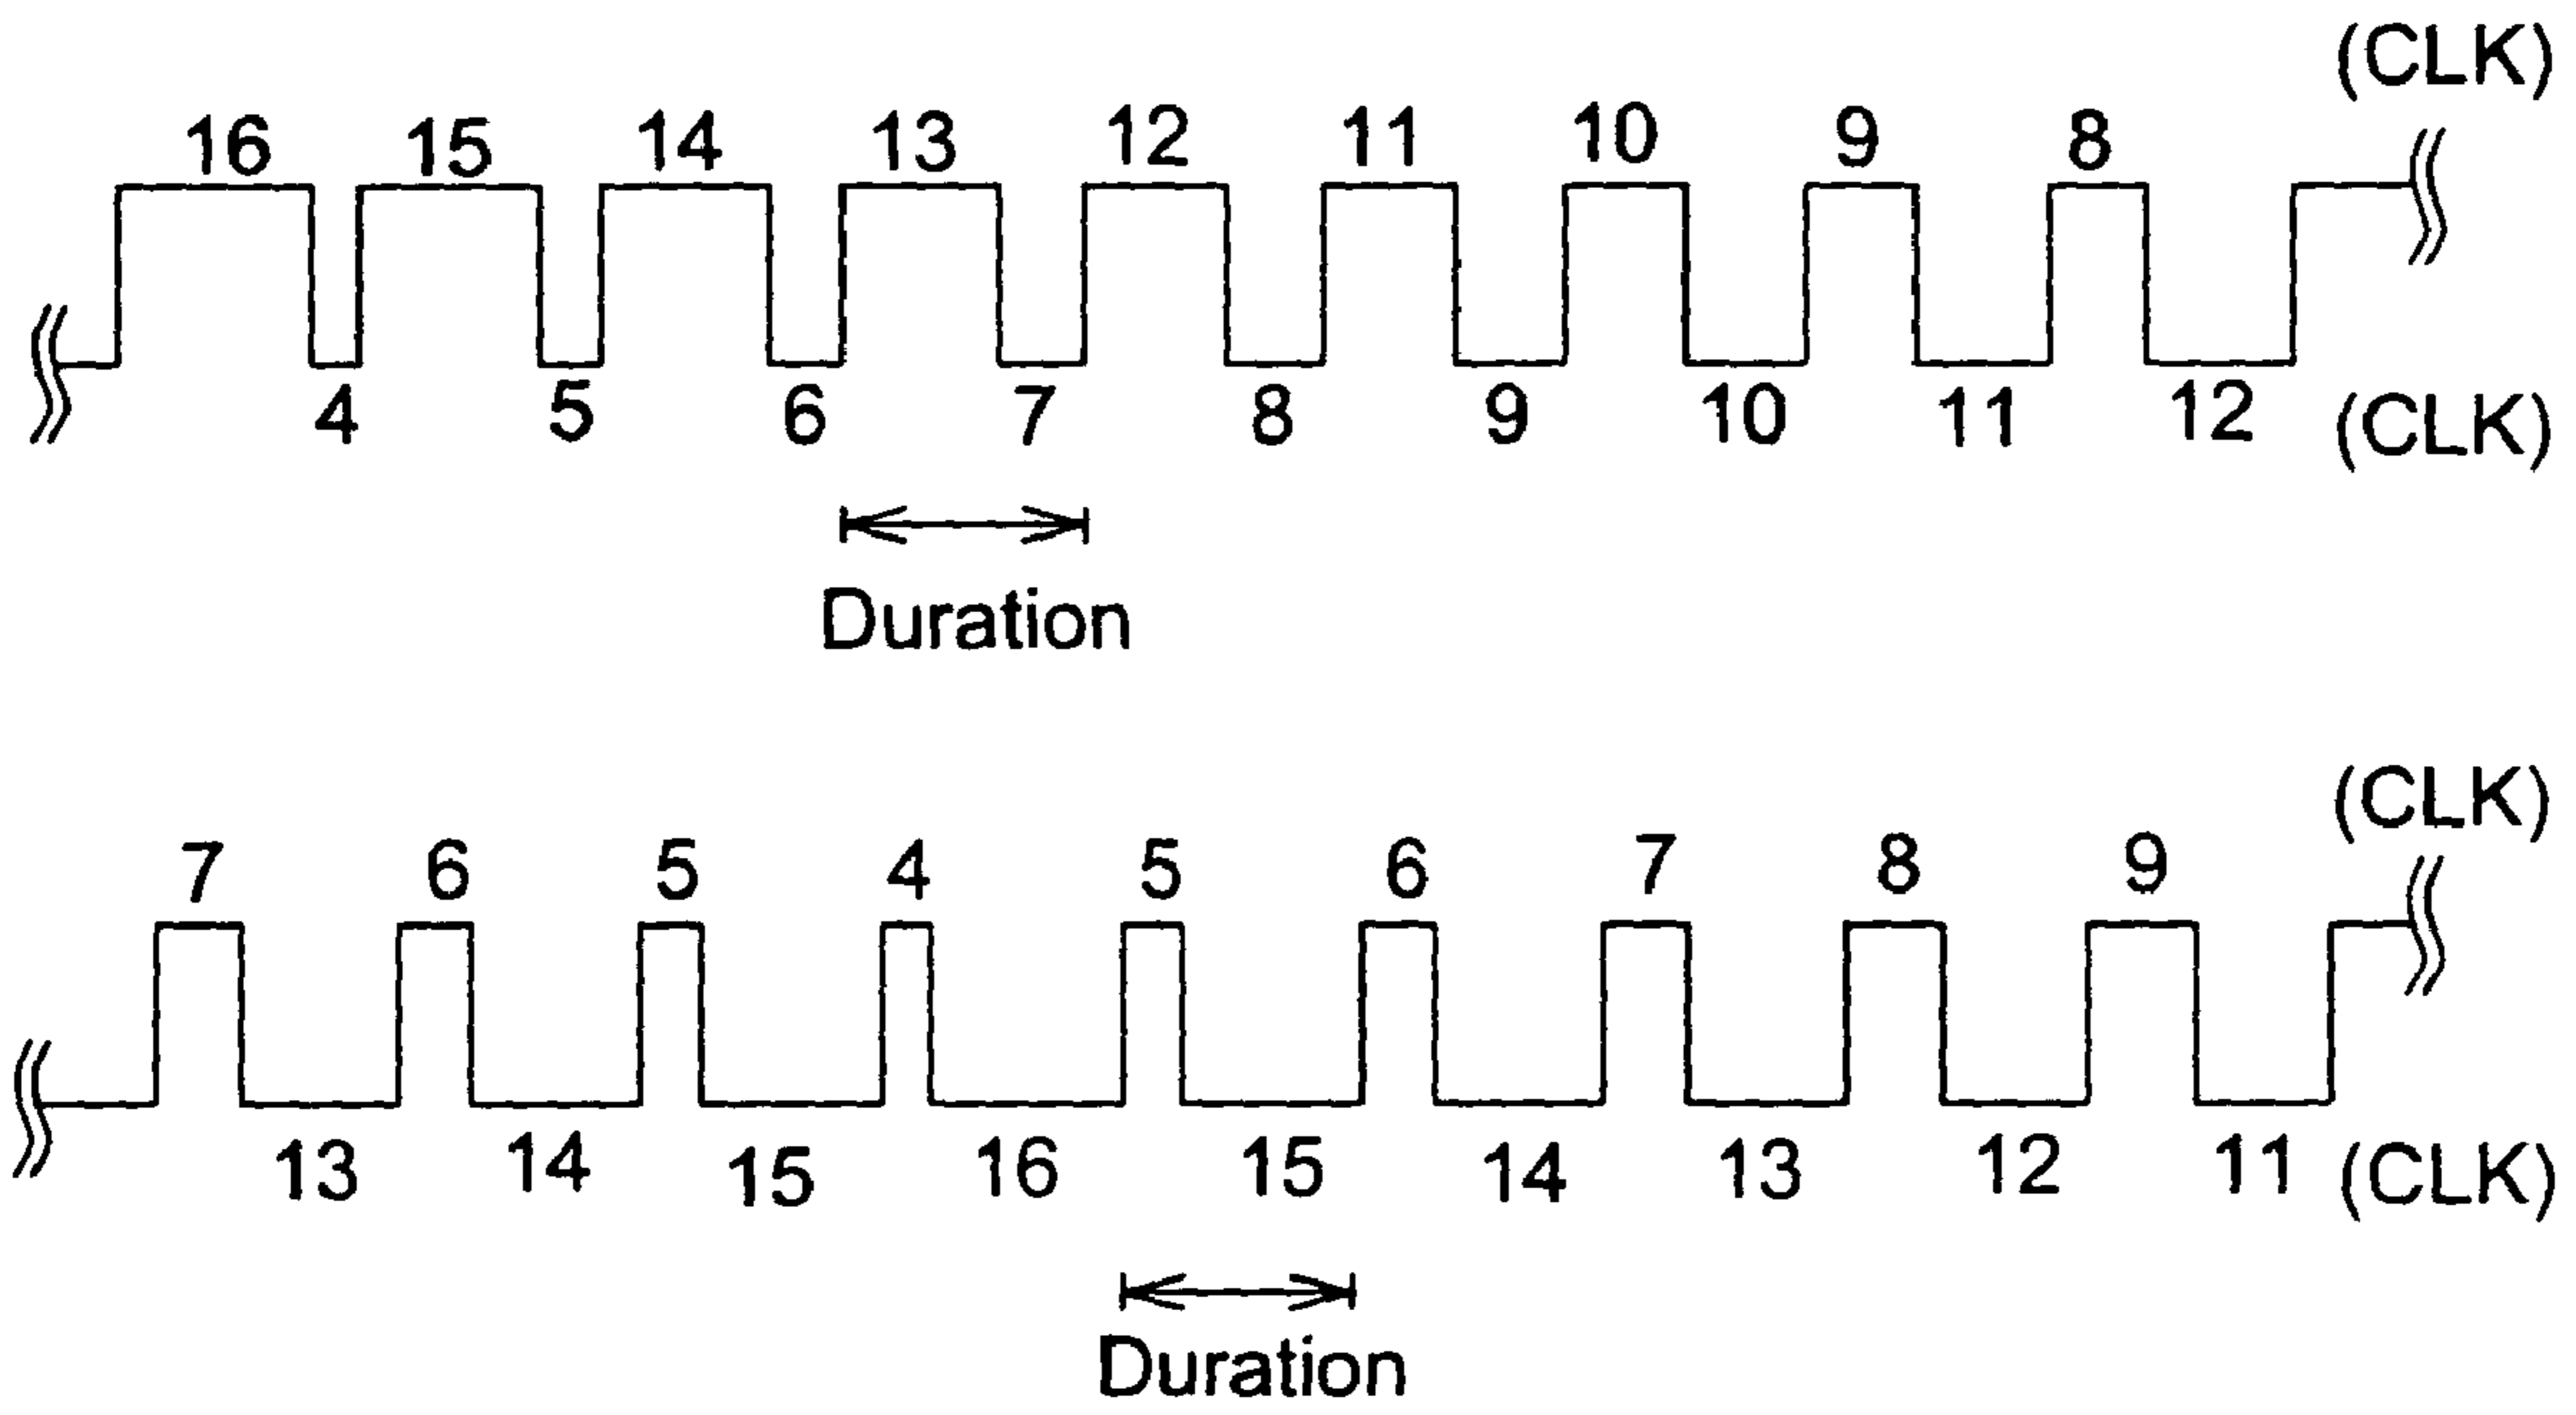 (CLK)
16 15 14 13 12 11 10 9 8
4 5 6 7 8 9 10 11 12 (CLK)
Duration
(CLK)
7 6 5 4 5 6 7 8 9
13 14 15 16 15 14 13 12 11 (CLK)
Duration